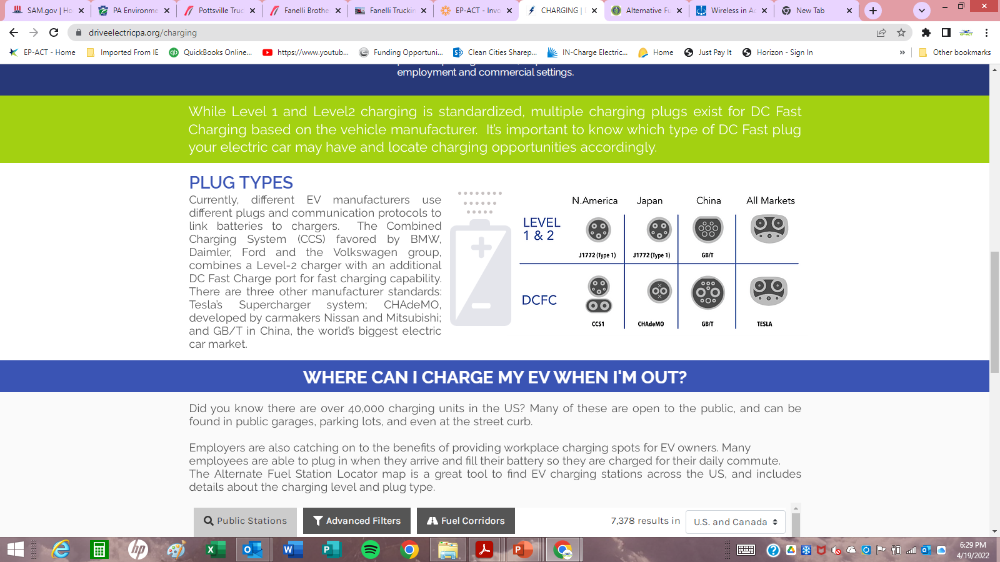 SAM.gov | Ho
PA Environme
Pottsville Truc
Fanelli Brothe
Fanelli Truckin
EP-ACT - Invo
CHARGING |
Alternative Fu
Wireless in Ac
New Tab
driveelectricpa.org/charging
EP-ACT - Home
Imported From IE
QuickBooks Online...
https://www.youtub...
Funding Opportuni...
Clean Cities Sharep...
IN-Charge Electric...
Home
Just Pay It
Horizon - Sign In
»
Other bookmarks
employment and commercial settings.
While Level 1 and Level2 charging is standardized, multiple charging plugs exist for DC Fast
Charging based on the vehicle manufacturer. It's important to know which type of DC Fast plug
your electric car may have and locate charging opportunities accordingly.
PLUG TYPES
Currently, different EV manufacturers use
different plugs and communication protocols to
link batteries to chargers. The Combined
Charging System (CCS) favored by BMW,
Daimler, Ford and the Volkswagen group,
combines a Level-2 charger with an additional
DC Fast Charge port for fast charging capability.
There are three other manufacturer standards:
Tesla's Supercharger system; CHAdeMO,
developed by carmakers Nissan and Mitsubishi;
and GB/T in China, the world's biggest electric
car market.
N.America Japan China All Markets
LEVEL
1 & 2
J1772 (Type 1) J1772 (Type 1) GB/T
DCFC
CCS1 CHAdeMO GB/T TESLA
WHERE CAN I CHARGE MY EV WHEN I'M OUT?
Did you know there are over 40,000 charging units in the US? Many of these are open to the public, and can be
found in public garages, parking lots, and even at the street curb.
Employers are also catching on to the benefits of providing workplace charging spots for EV owners. Many
employees are able to plug in when they arrive and fill their battery so they are charged for their daily commute.
The Alternate Fuel Station Locator map is a great tool to find EV charging stations across the US, and includes
details about the charging level and plug type.
Public Stations
Advanced Filters
Fuel Corridors
7,378 results in
U.S. and Canada
6:29 PM
4/19/2022